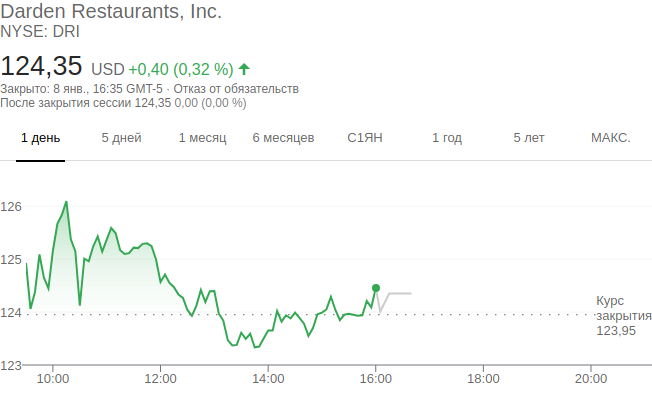 Darden Restaurants, Inc.
NYSE: DRI
124,35 USD +0,40 (0,32 %)
Закрыто: 8 янв., 16:35 GMT-5 · Отказ от обязательств
После закрытия сессии 124,35 0,00 (0,00 %)
1 день 5 дней 1 месяц 6 месяцев С1ЯН 1 год 5 лет МАКС.
126
125
124
123
Курс
закрытия
123,95
10:00 12:00 14:00 16:00 18:00 20:00